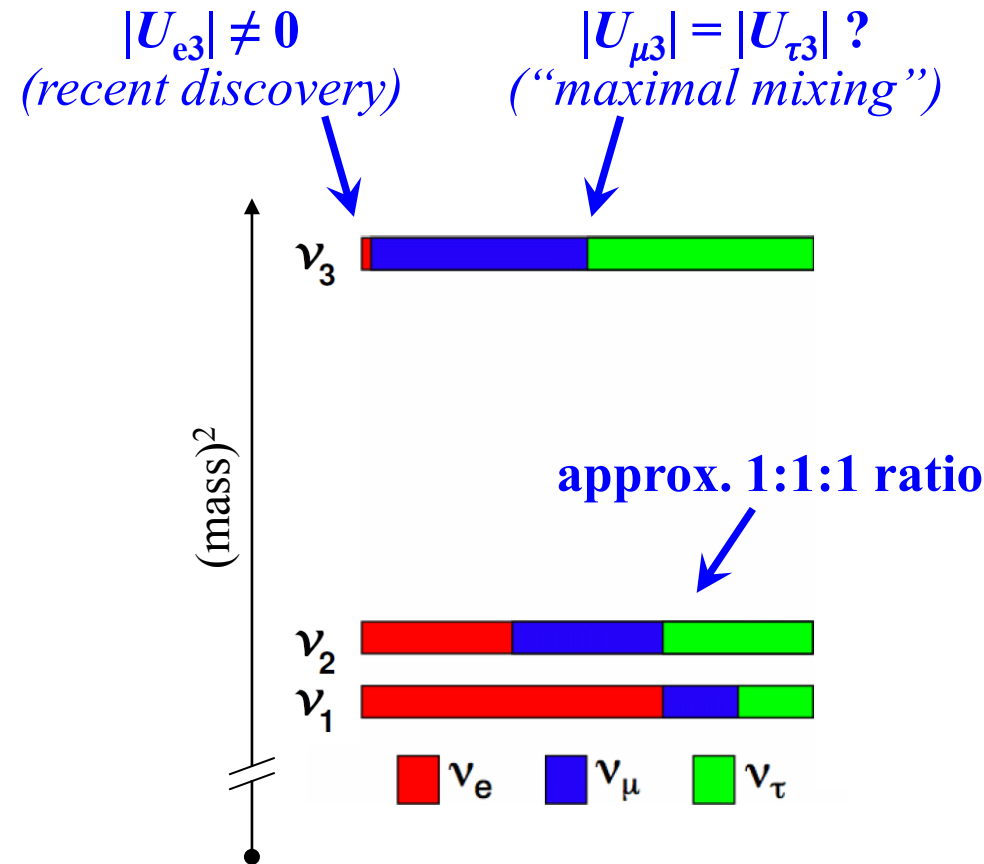 |Ue3| ≠ 0
(recent discovery)
|Uμ3| = |Uτ3| ?
(“maximal mixing”)
ν3
(mass)2
approx. 1:1:1 ratio
ν2
ν1
νe
νμ
ντ